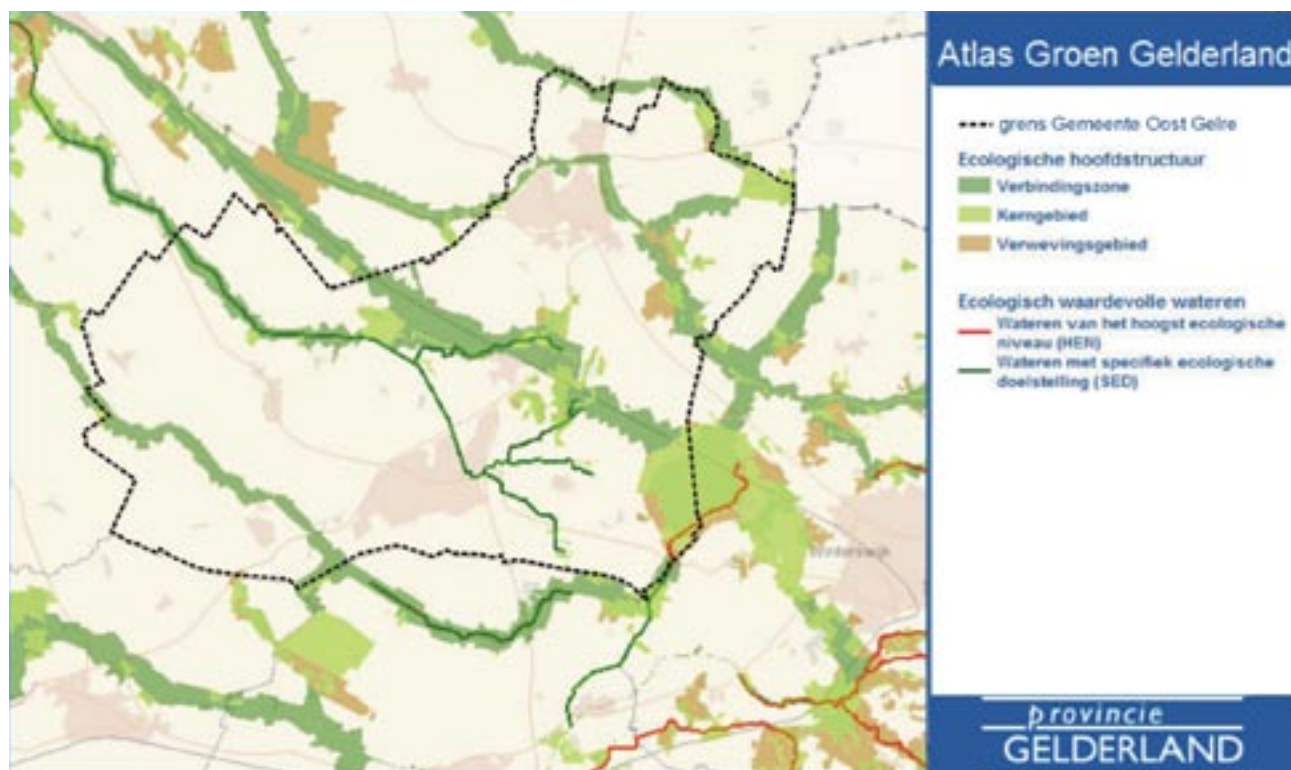 Atlas Groen Gelderland
grens Gemeente Oost Gelre
Ecologische hoofdstructuur
Verbindingszone
Kerngebied
Verwevingsgebied
Ecologisch waardevolle wateren
Wateren van het hoogst ecologische
niveau (HEN)
Wateren met specifiek ecologische
doelstelling (SED)
Winterswijk
provincie
GELDERLAND